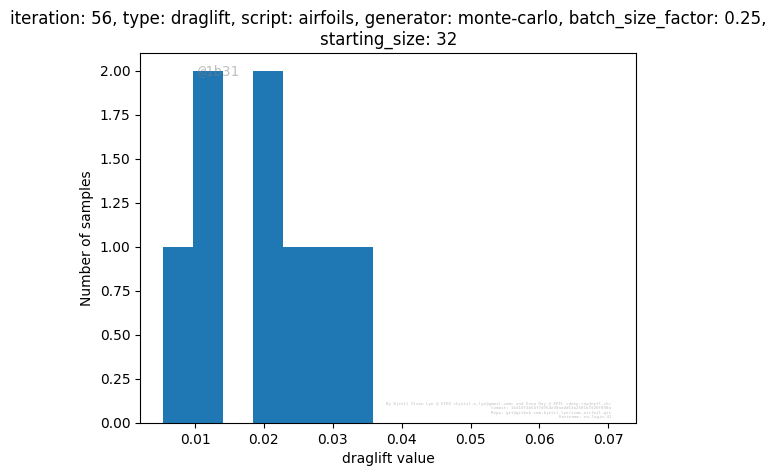 iteration: 56, type: draglift, script: airfoils, generator: monte-carlo, batch_size_factor: 0.25,
starting_size: 32
@1b31
2.00
1.75
1.50
1.25
1.00
0.75
0.50
0.25
0.00
Number of samples
0.01 0.02 0.03 0.04 0.05 0.06 0.07
draglift value